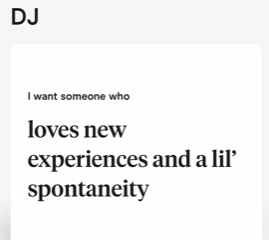 DJ
I want someone who
loves new
experiences and a lil’
spontaneity